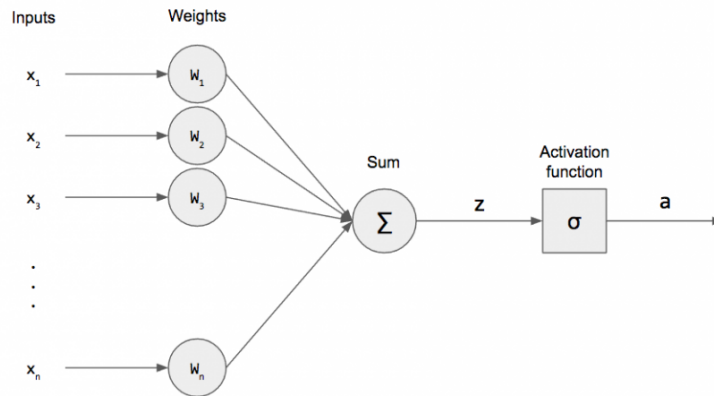 Inputs
Weights
x₁
W₁
x₂
W₂
x₃
W₃
Sum
Σ
z
Activation
function
σ
a
. . .
xₙ
Wₙ